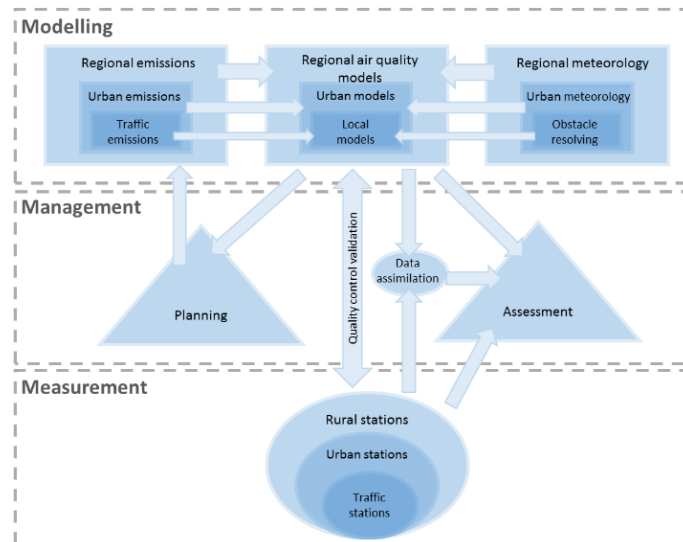 Modelling
Regional emissions
Urban emissions
Traffic
emissions
Regional air quality
models
Urban models
Local
models
Regional meteorology
Urban meteorology
Obstacle
resolving
Management
Planning
Quality control validation
Data
assimilation
Assessment
Measurement
Rural stations
Urban stations
Traffic
stations